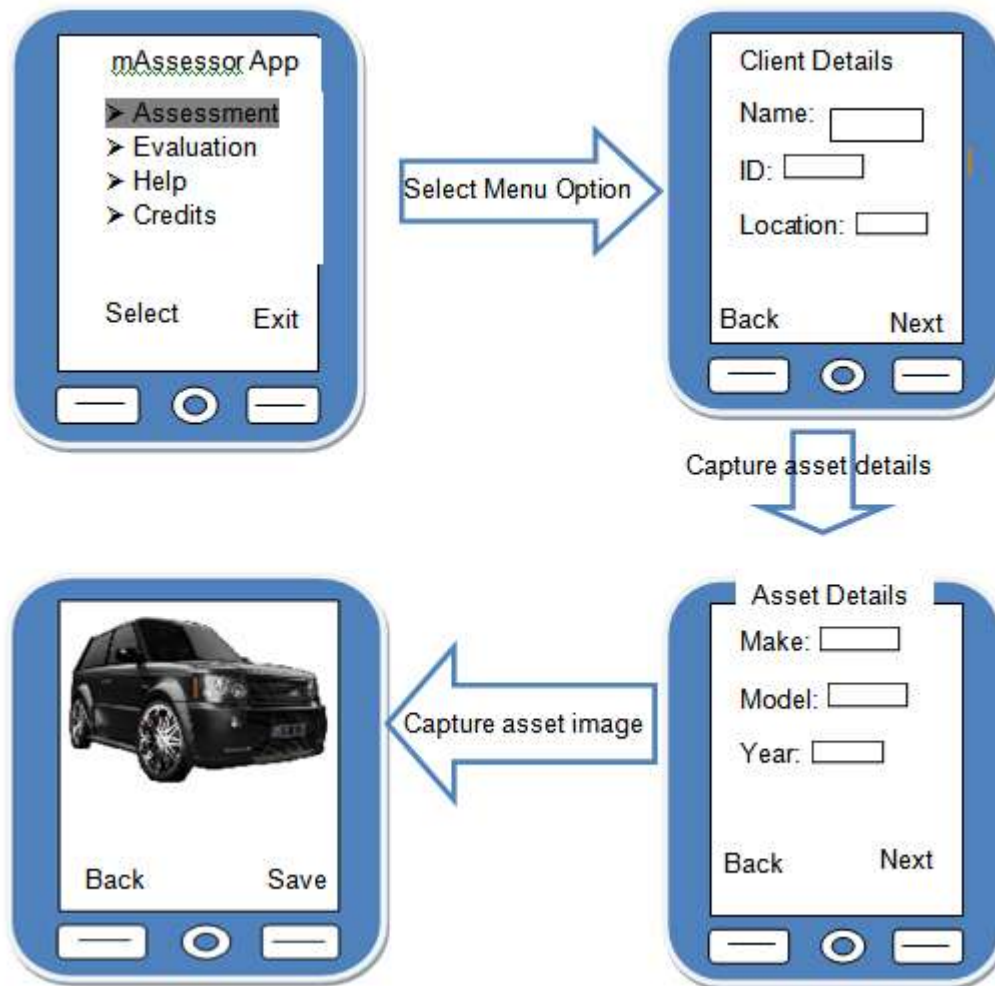 mAssessor App
➤ Assessment
➤ Evaluation
➤ Help
➤ Credits
Select Exit
Select Menu Option
Client Details
Name:
ID:
Location:
Back Next
Capture asset details
Asset Details
Make:
Model:
Year:
Back Next
Capture asset image
Back Save